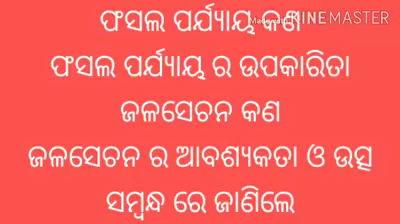 ଫସଲ ପର୍ଯ୍ୟାୟ କଣ
ଫସଲ ପର୍ଯ୍ୟାୟ ର ଉପକାରିତା
ଜଳସେଚନ କଣ
ଜଳସେଚନ ର ଆବଶ୍ୟକତା ଓ ଉତ୍ସ
ସମ୍ବନ୍ଧ ରେ ଜାଣିଲେ
KINEMASTER